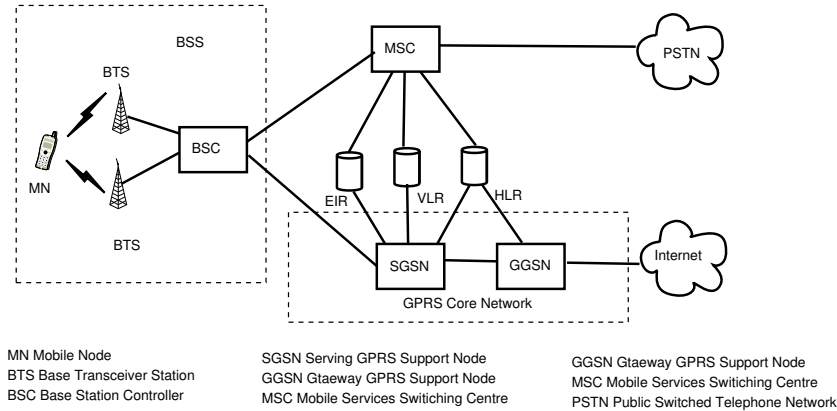 BSS
MSC
PSTN
BTS
BSC
MN
EIR
VLR
HLR
BTS
SGSN
GGSN
Internet
GPRS Core Network
MN Mobile Node
BTS Base Transceiver Station
BSC Base Station Controller
SGSN Serving GPRS Support Node
GGSN Gtaeway GPRS Support Node
MSC Mobile Services Switiching Centre
GGSN Gtaeway GPRS Support Node
MSC Mobile Services Switiching Centre
PSTN Public Switched Telephone Network